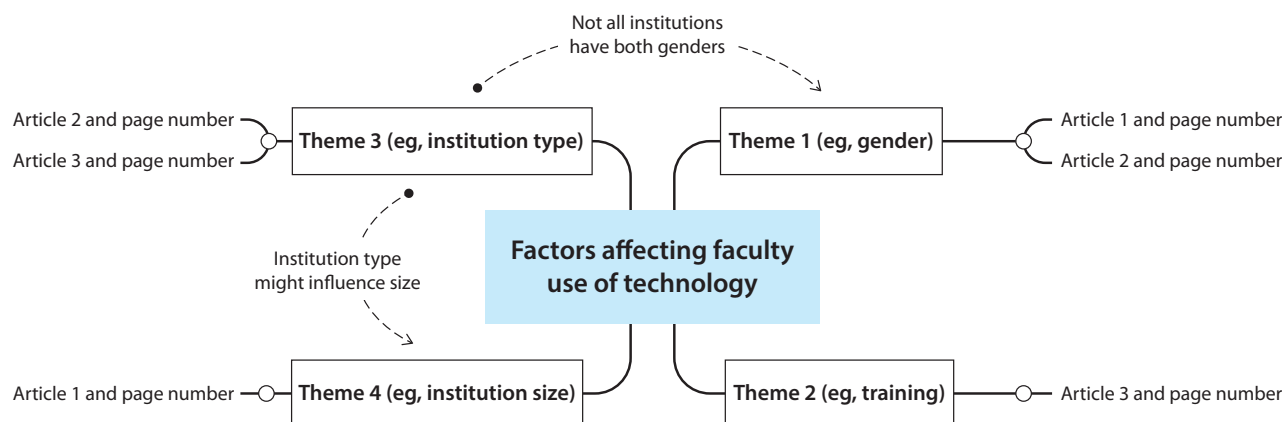 Not all institutions
have both genders
Article 2 and page number
Article 3 and page number
Theme 3 (eg, institution type)
Theme 1 (eg, gender)
Article 1 and page number
Article 2 and page number
Institution type
might influence size
Factors affecting faculty
use of technology
Article 1 and page number
Theme 4 (eg, institution size)
Theme 2 (eg, training)
Article 3 and page number